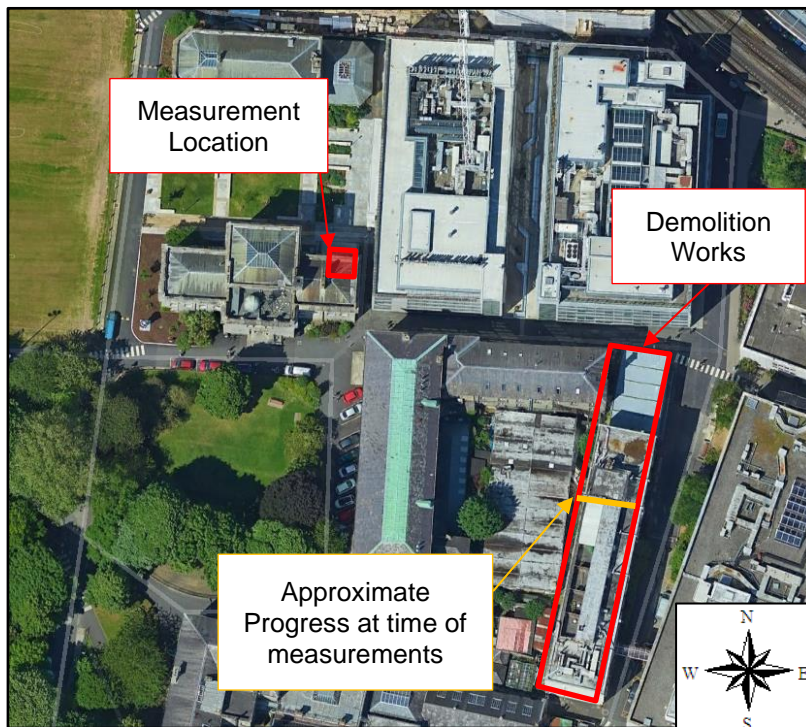 Measurement
Location
Demolition
Works
Approximate
Progress at time of
measurements
N
W
E
S